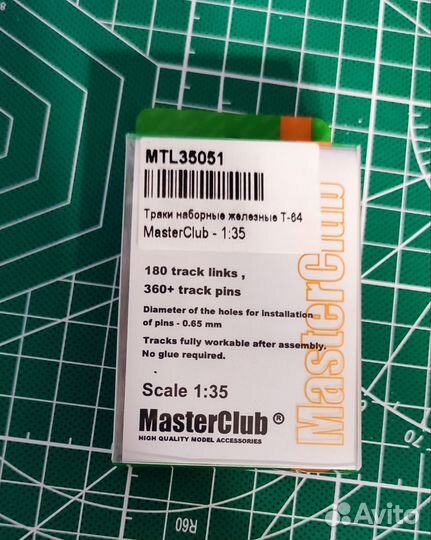 MTL35051
Траки наборные железные Т-64
MasterClub - 1:35
180 track links ,
360+ track pins
Diameter of the holes for installation
of pins - 0.65 mm
Tracks fully workable after assembly.
No glue required.
Scale 1:35
MasterClub ®
HIGH QUALITY MODEL ACCESSORIES
MasterClub
R60
70
Avito